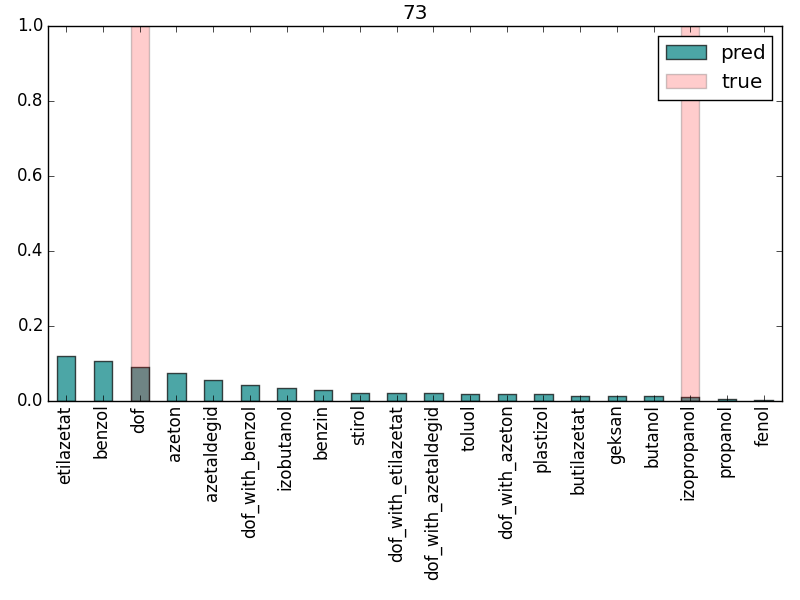 73
1.0
0.8
0.6
0.4
0.2
0.0
pred
true
etilazetat
benzol
dof
azeton
azetaldegid
dof_with_benzol
izobutanol
benzin
stirol
dof_with_etilazetat
dof_with_azetaldegid
toluol
dof_with_azeton
plastizol
butilazetat
geksan
butanol
izopropanol
propanol
fenol